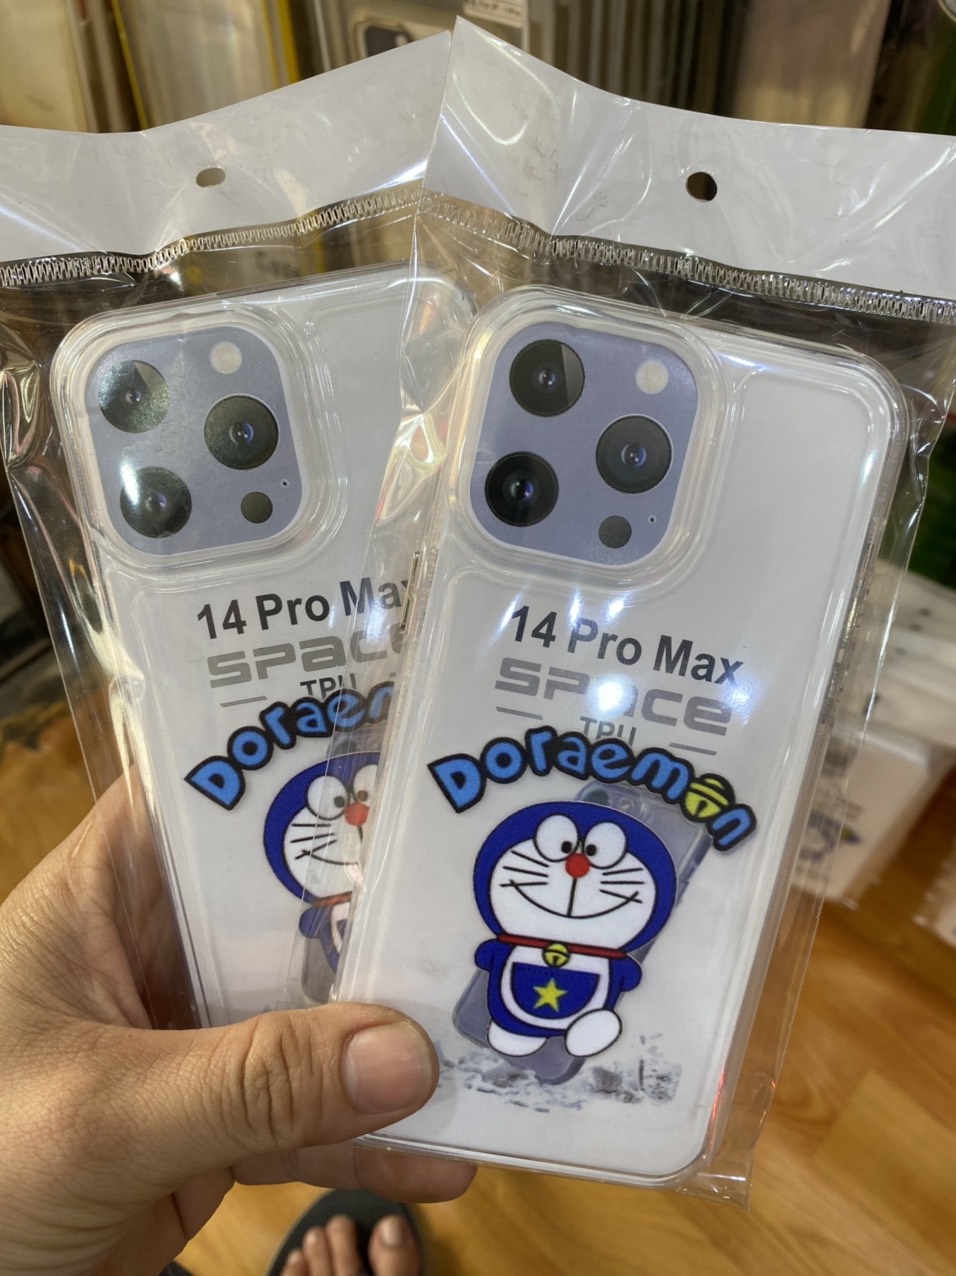 14 Pro Max
space
TPU
Doraemon
14 Pro Max
space
TPU
Doraemon